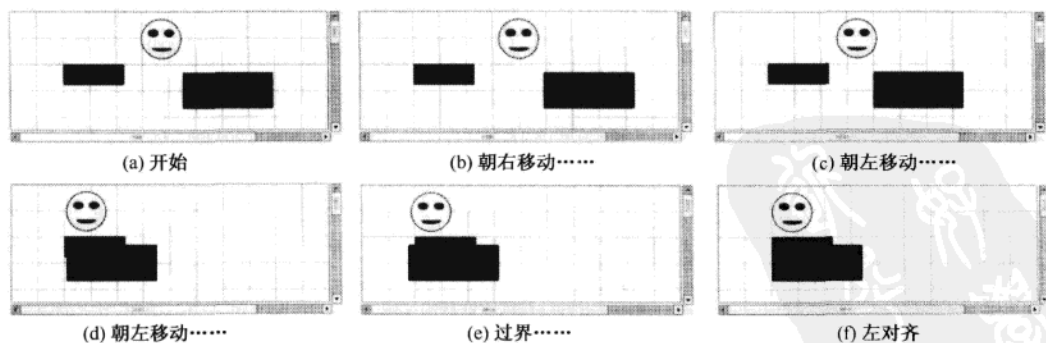 (a) 开始
(b) 朝右移动……
(c) 朝左移动……
(d) 朝左移动……
(e) 过界……
(f) 左对齐